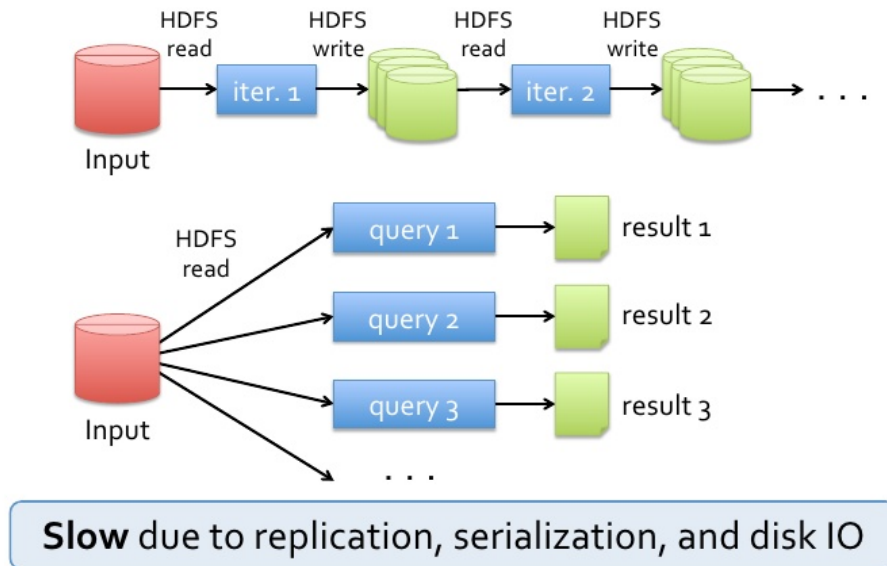 HDFS
read
HDFS
write
HDFS
read
HDFS
write
iter. 1
iter. 2
. . .
Input
HDFS
read
query 1
result 1
query 2
result 2
query 3
result 3
Input
. . .
Slow due to replication, serialization, and disk IO